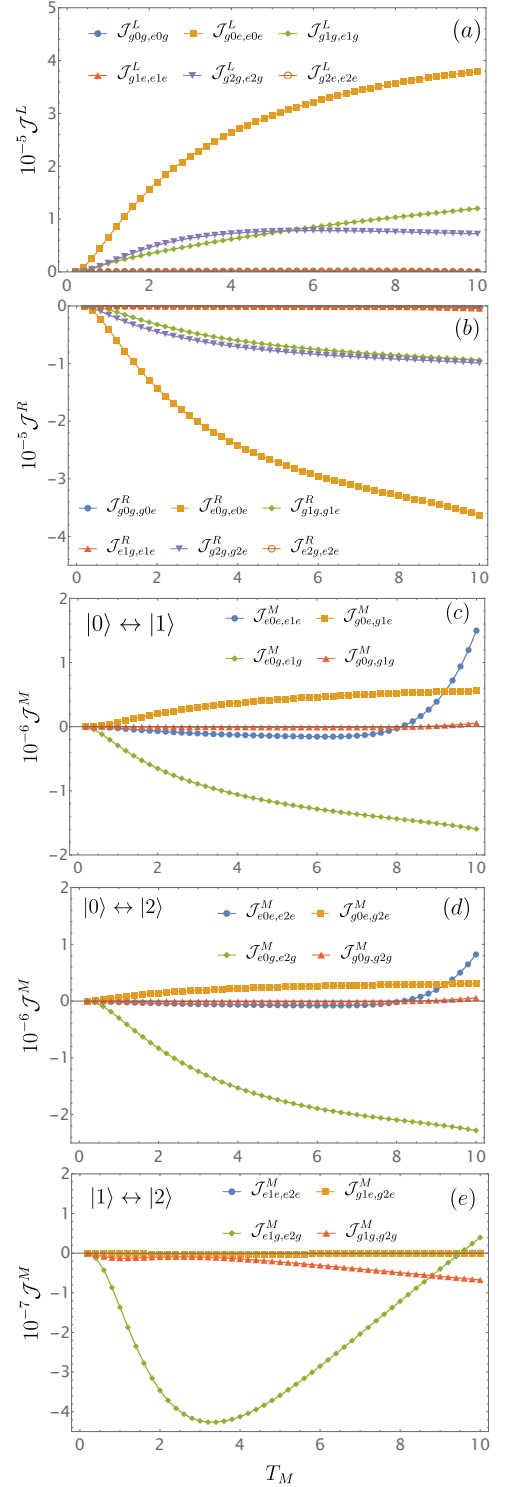 5
(a)
𝒥^L_{g0g,e0g} 𝒥^L_{g0e,e0e} 𝒥^L_{g1g,e1g}
𝒥^L_{g1e,e1e} 𝒥^L_{g2g,e2g} 𝒥^L_{g2e,e2e}
4
3
2
1
0
10^{-5} 𝒥^L
0 2 4 6 8 10
0
(b)
-1
-2
-3
-4
10^{-5} 𝒥^R
𝒥^R_{g0g,g0e} 𝒥^R_{e0g,e0e} 𝒥^R_{g1g,g1e}
𝒥^R_{e1g,e1e} 𝒥^R_{g2g,g2e} 𝒥^R_{e2g,e2e}
0 2 4 6 8 10
2
|0⟩ ↔ |1⟩
𝒥^M_{e0e,e1e} 𝒥^M_{g0e,g1e} (c)
𝒥^M_{e0g,e1g} 𝒥^M_{g0g,g1g}
1
0
-1
-2
10^{-6} 𝒥^M
0 2 4 6 8 10
2
|0⟩ ↔ |2⟩
𝒥^M_{e0e,e2e} 𝒥^M_{g0e,g2e} (d)
𝒥^M_{e0g,e2g} 𝒥^M_{g0g,g2g}
1
0
-1
-2
10^{-6} 𝒥^M
0 2 4 6 8 10
2
|1⟩ ↔ |2⟩
𝒥^M_{e1e,e2e} 𝒥^M_{g1e,g2e} (e)
𝒥^M_{e1g,e2g} 𝒥^M_{g1g,g2g}
1
0
-1
-2
-3
-4
10^{-7} 𝒥^M
0 2 4 6 8 10
T_M